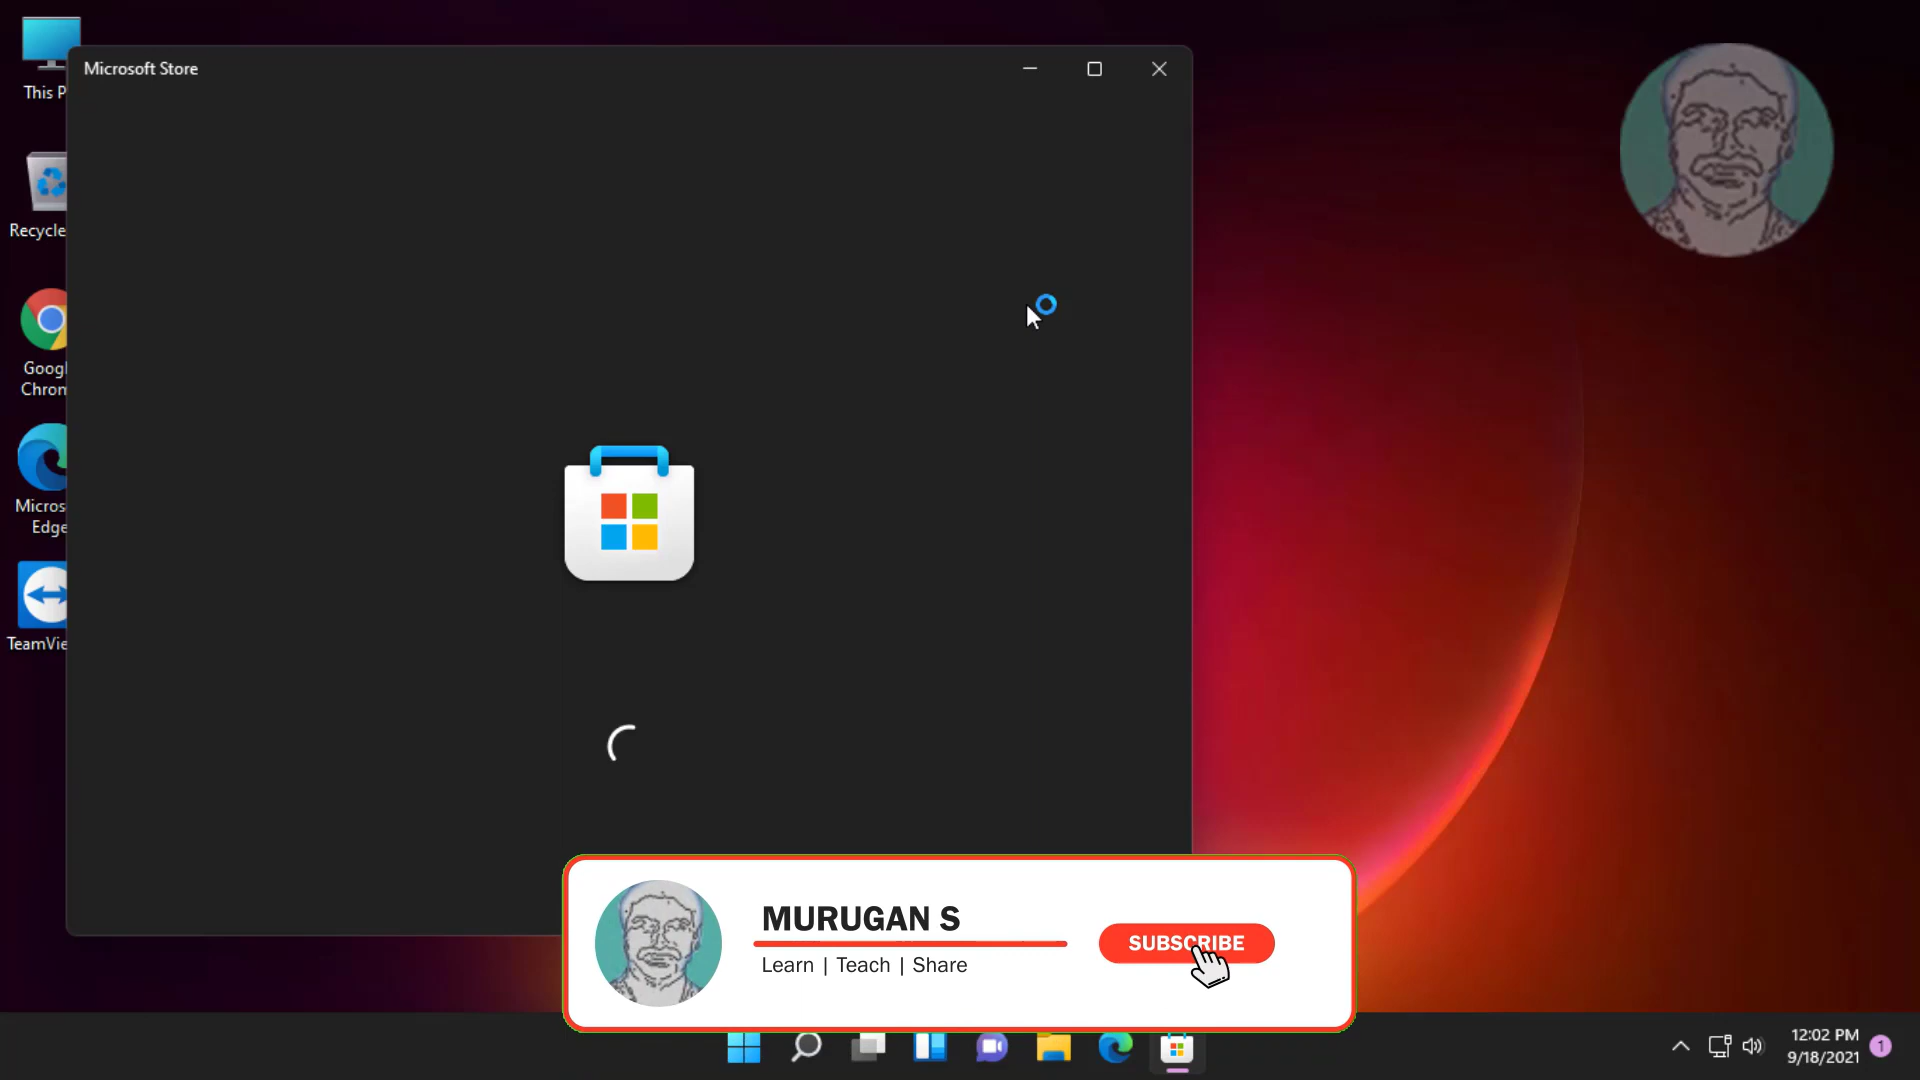 Microsoft Store
This P
Recycle
Googl
Chrom
Micros
Edge
TeamVie
MURUGAN S
Learn | Teach | Share
SUBSCRIBE
12:02 PM
9/18/2021
1